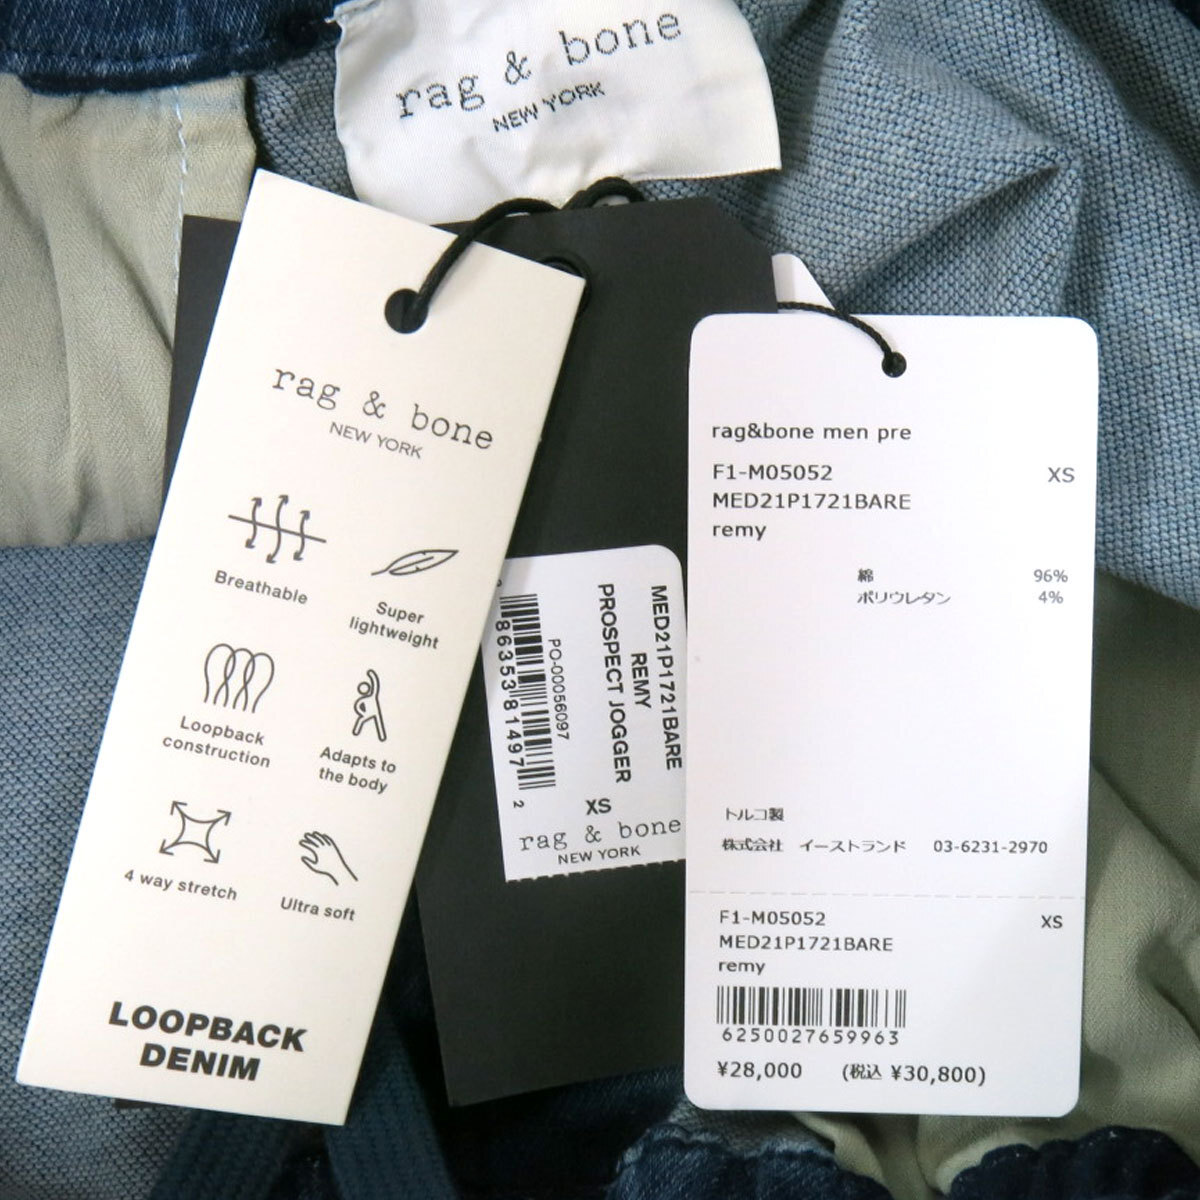 rag & bone
NEW YORK
rag & bone
NEW YORK
Breathable
Super
lightweight
Loopback
construction
Adapts to
the body
4 way stretch
Ultra soft
LOOPBACK
DENIM
MED21P1721BARE
REMY
PROSPECT JOGGER
PO-00056097
86353 81497 2
XS
rag & bone
NEW YORK
rag&bone men pre
F1-M05052 XS
MED21P1721BARE
remy
綿 96%
ポリウレタン 4%
トルコ製
株式会社 イーストランド 03-6231-2970
F1-M05052 XS
MED21P1721BARE
remy
6250027659963
¥28,000 (税込 ¥30,800)